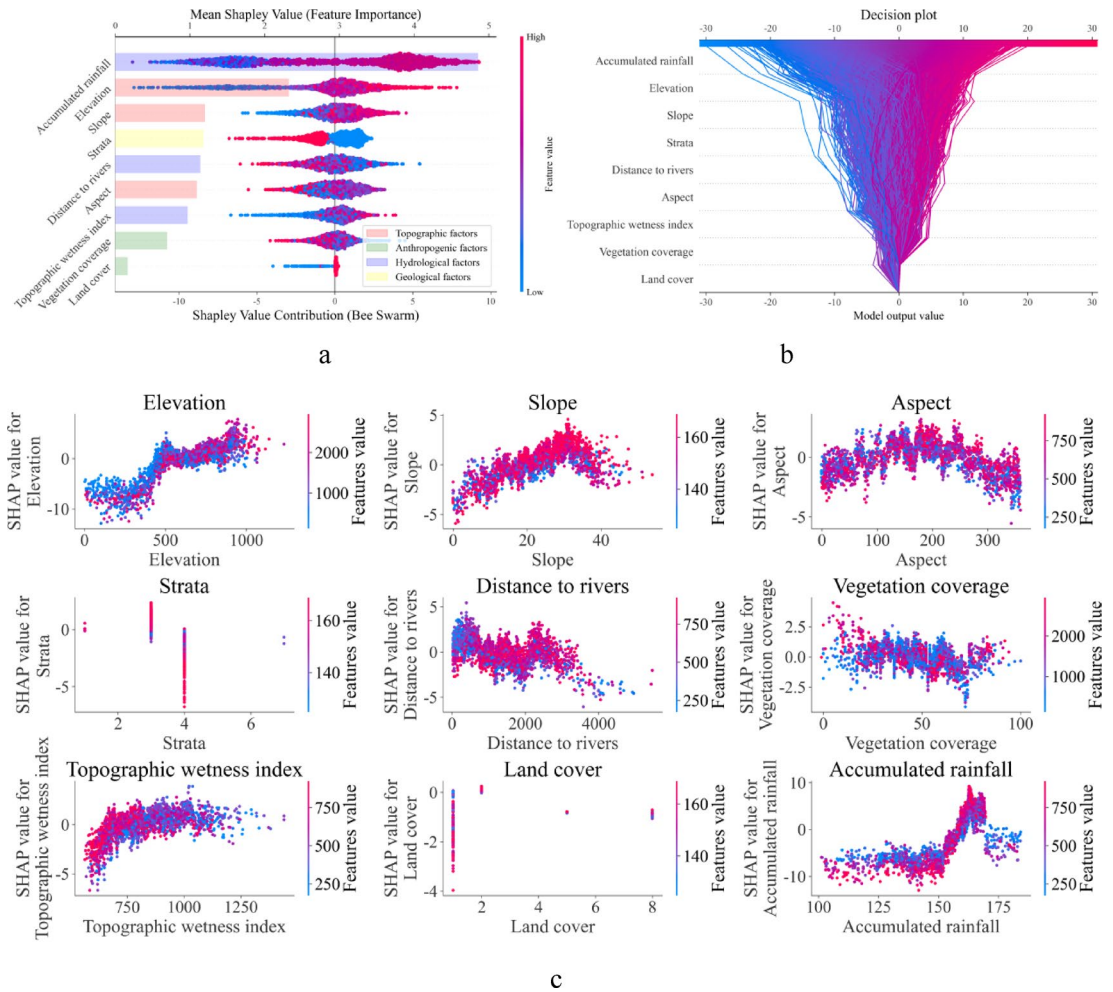 Mean Shapley Value (Feature Importance)
0 1 2 3 4 5
Accumulated rainfall
Elevation
Slope
Strata
Distance to rivers
Aspect
Topographic wetness index
Vegetation coverage
Land cover
Topographic factors
Anthropogenic factors
Hydrological factors
Geological factors
-10 -5 0 5 10
Shapley Value Contribution (Bee Swarm)
High
Feature value
Low
a
Decision plot
-30 -20 -10 0 10 20 30
Accumulated rainfall
Elevation
Slope
Strata
Distance to rivers
Aspect
Topographic wetness index
Vegetation coverage
Land cover
-30 -20 -10 0 10 20 30
Model output value
b
Elevation
SHAP value for
Elevation
0
-10
0 500 1000
Elevation
2000
1000
Features value
Slope
SHAP value for
Slope
5
0
-5
0 20 40
Slope
160
140
Features value
Aspect
SHAP value for
Aspect
0
-5
0 100 200 300
Aspect
750
500
250
Features value
Strata
SHAP value for
Strata
0
-5
2 4 6
Strata
160
140
Features value
Distance to rivers
SHAP value for
Distance to rivers
5
0
-5
0 2000 4000
Distance to rivers
750
500
250
Features value
Vegetation coverage
SHAP value for
Vegetation coverage
2.5
0.0
-2.5
0 50 100
Vegetation coverage
2000
1000
Features value
Topographic wetness index
SHAP value for
Topographic wetness index
0
-5
750 1000 1250
Topographic wetness index
750
500
250
Features value
Land cover
SHAP value for
Land cover
0
-2
-4
2 4 6 8
Land cover
160
140
Features value
Accumulated rainfall
SHAP value for
Accumulated rainfall
10
0
-10
100 125 150 175
Accumulated rainfall
750
500
250
Features value
c